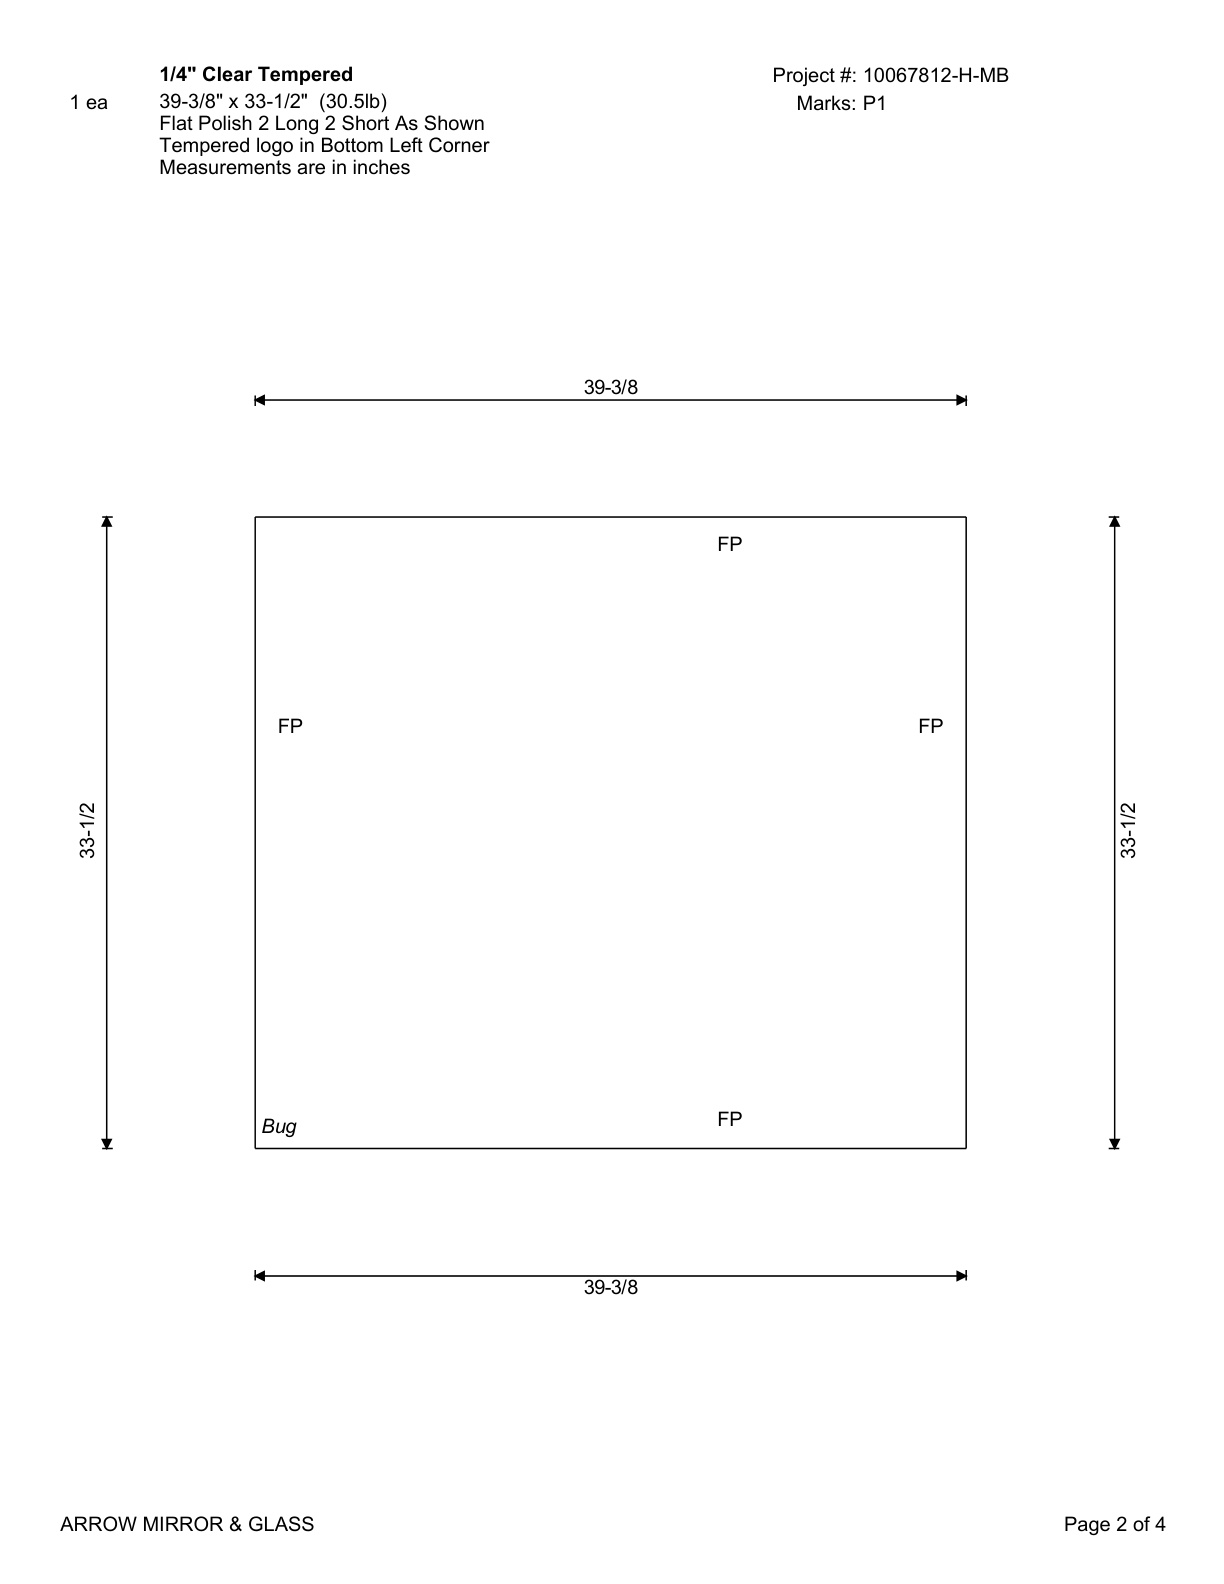 1/4" Clear Tempered
Project #: 10067812-H-MB
1 ea
39-3/8" x 33-1/2" (30.5lb)
Marks: P1
Flat Polish 2 Long 2 Short As Shown
Tempered logo in Bottom Left Corner
Measurements are in inches
39-3/8
FP
FP
FP
33-1/2
33-1/2
FP
Bug
39-3/8
ARROW MIRROR & GLASS
Page 2 of 4